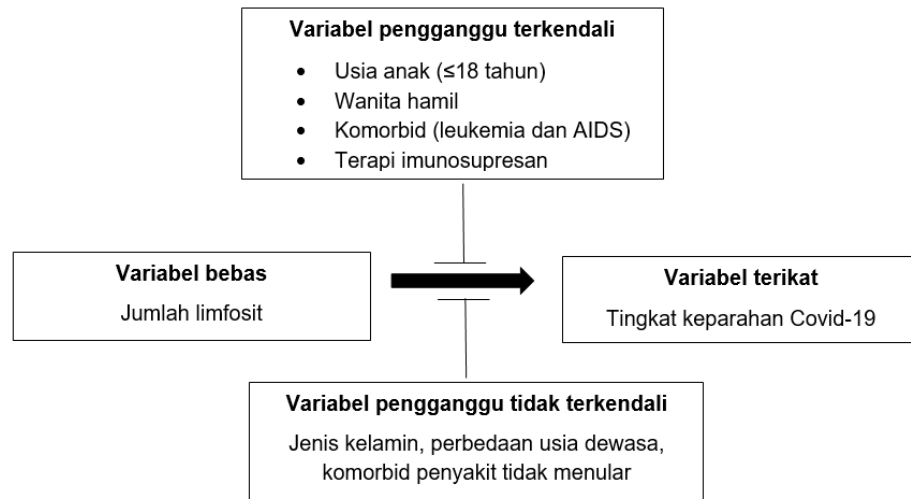 Variabel pengganggu terkendali
• Usia anak (≤18 tahun)
• Wanita hamil
• Komorbid (leukemia dan AIDS)
• Terapi imunosupresan
Variabel bebas
Jumlah limfosit
Variabel terikat
Tingkat keparahan Covid-19
Variabel pengganggu tidak terkendali
Jenis kelamin, perbedaan usia dewasa,
komorbid penyakit tidak menular